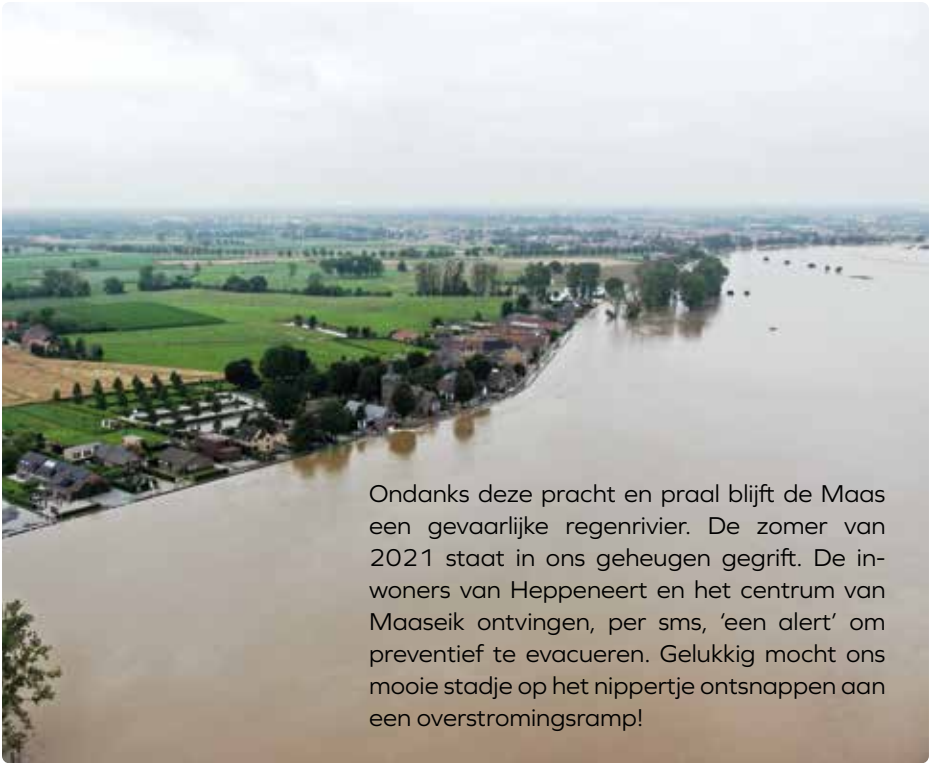 Ondanks deze pracht en praal blijft de Maas
een gevaarlijke regenrivier. De zomer van
2021 staat in ons geheugen gegrift. De in-
woners van Heppeneert en het centrum van
Maaseik ontvingen, per sms, ‘een alert’ om
preventief te evacueren. Gelukkig mocht ons
mooie stadje op het nippertje ontsnappen aan
een overstromingsramp!